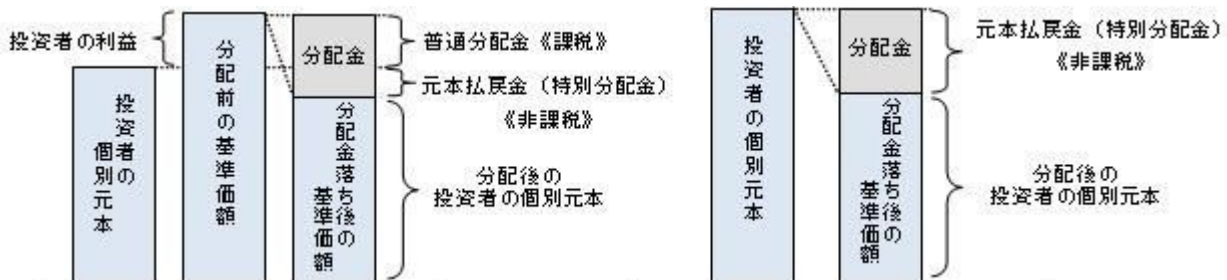 投資者の利益
投資者の
個別元本
分配前の基準価額
分配金
分配金落ち後の
基準価額
普通分配金《課税》
元本払戻金（特別分配金）
《非課税》
分配後の
投資者の個別元本
投資者の個別元本
分配金
分配金落ち後の
基準価額
元本払戻金（特別分配金）
《非課税》
分配後の
投資者の個別元本